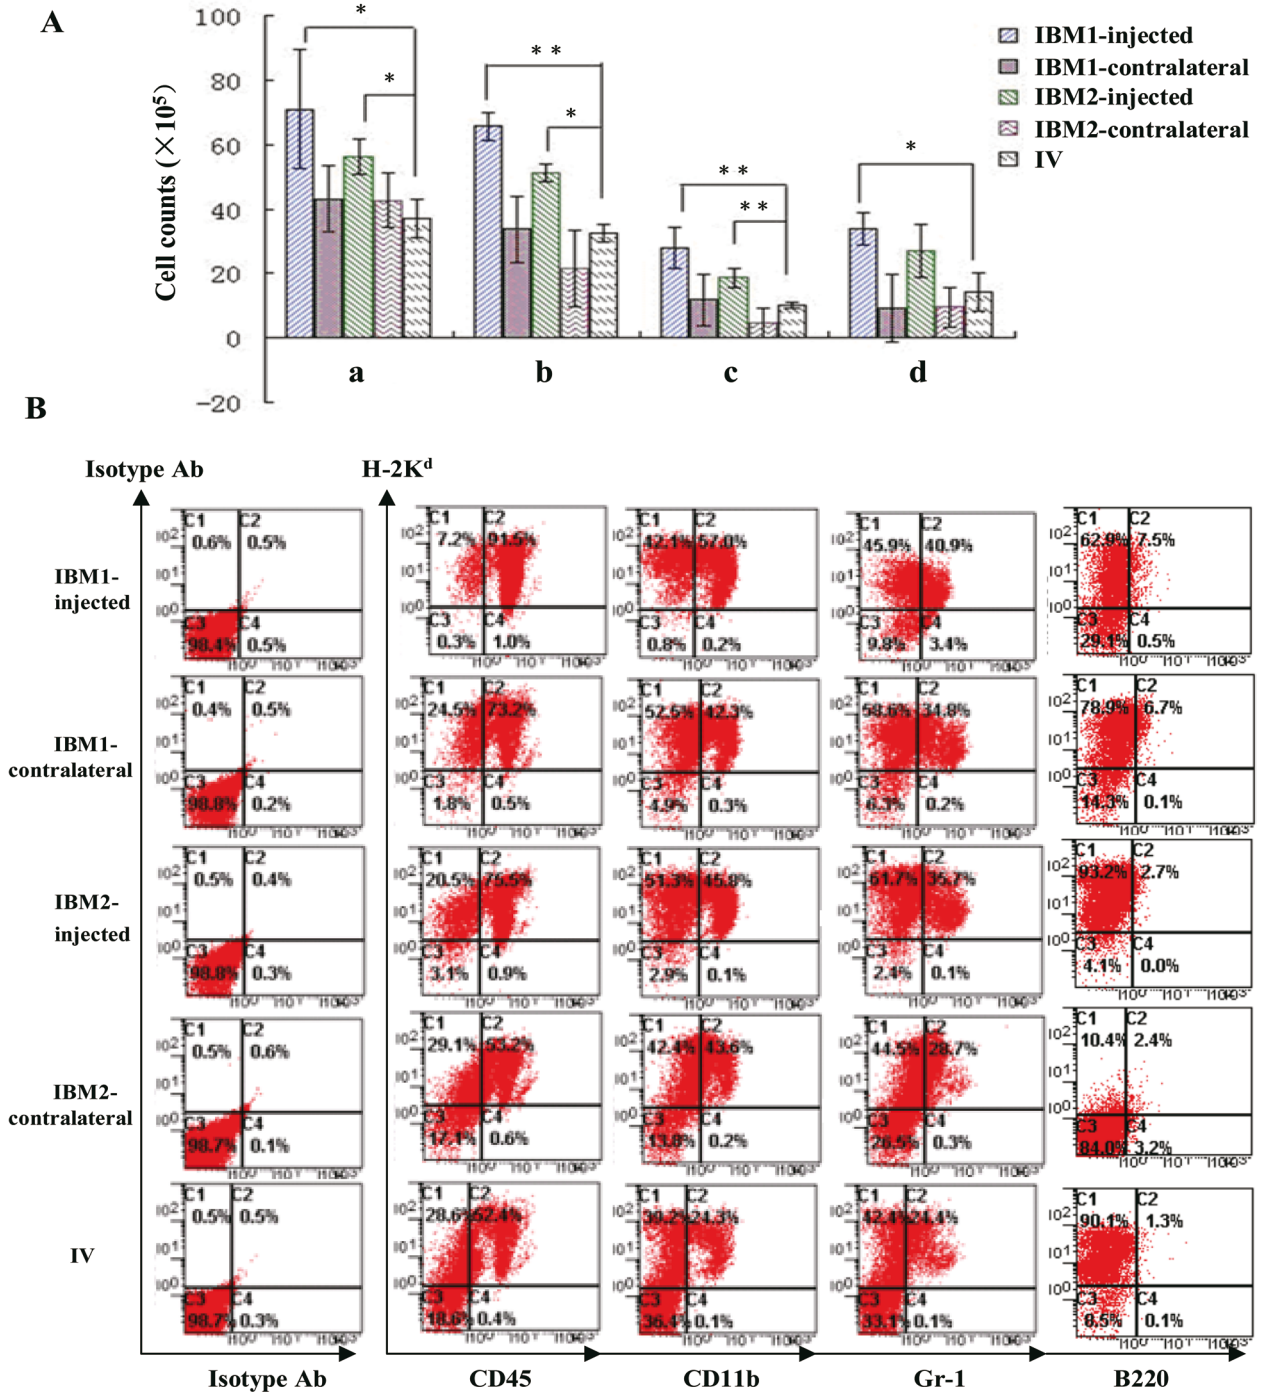 A
100
80
60
40
20
0
-20
Cell counts (×10⁵)
*
*
* *
*
* *
* *
*
a
b
c
d
IBM1-injected
IBM1-contralateral
IBM2-injected
IBM2-contralateral
IV
B
Isotype Ab
H-2Kᵈ
IBM1-
injected
C1 C2
0.6% 0.5%
C3 C4
98.4% 0.5%
C1 C2
7.2% 91.5%
C3 C4
0.3% 1.0%
C1 C2
42.1% 57.0%
C3 C4
0.8% 0.2%
C1 C2
45.9% 40.9%
C3 C4
9.8% 3.4%
C1 C2
62.9% 7.5%
C3 C4
29.1% 0.5%
IBM1-
contralateral
C1 C2
0.4% 0.5%
C3 C4
98.8% 0.2%
C1 C2
24.5% 73.2%
C3 C4
1.8% 0.5%
C1 C2
52.5% 42.3%
C3 C4
4.9% 0.3%
C1 C2
58.6% 34.8%
C3 C4
6.3% 0.2%
C1 C2
78.9% 6.7%
C3 C4
14.3% 0.1%
IBM2-
injected
C1 C2
0.5% 0.4%
C3 C4
98.8% 0.3%
C1 C2
20.5% 75.5%
C3 C4
3.1% 0.9%
C1 C2
51.3% 45.8%
C3 C4
2.9% 0.1%
C1 C2
61.7% 35.7%
C3 C4
2.4% 0.1%
C1 C2
93.2% 2.7%
C3 C4
4.1% 0.0%
IBM2-
contralateral
C1 C2
0.5% 0.6%
C3 C4
98.7% 0.1%
C1 C2
29.1% 53.2%
C3 C4
17.1% 0.6%
C1 C2
42.4% 43.6%
C3 C4
13.8% 0.2%
C1 C2
44.5% 28.7%
C3 C4
26.5% 0.3%
C1 C2
10.4% 2.4%
C3 C4
84.0% 3.2%
IV
C1 C2
0.5% 0.5%
C3 C4
98.7% 0.3%
C1 C2
28.6% 52.4%
C3 C4
18.6% 0.4%
C1 C2
39.2% 24.3%
C3 C4
36.4% 0.1%
C1 C2
42.4% 24.4%
C3 C4
33.1% 0.1%
C1 C2
90.1% 1.3%
C3 C4
8.5% 0.1%
Isotype Ab
CD45
CD11b
Gr-1
B220